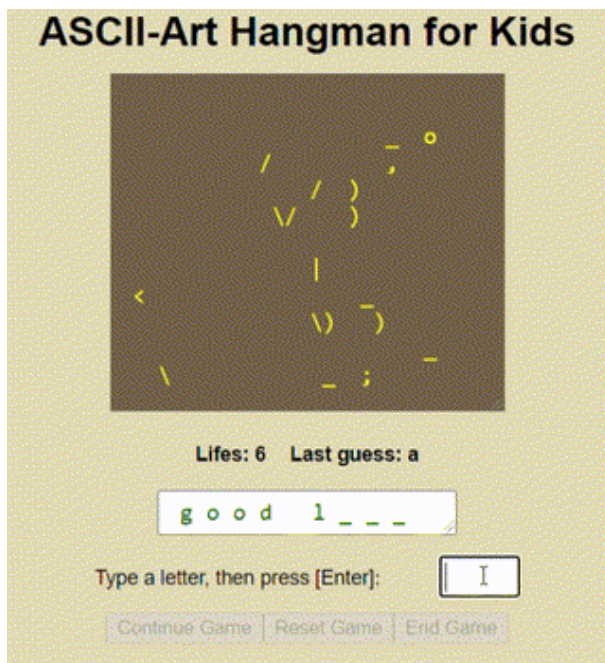 ASCII-Art Hangman for Kids
_ o
/ ,
/ )
\/ )
|
< _
\) )
_
\ _ ;
Lifes: 6 Last guess: a
g o o d l _ _ _
Type a letter, then press [Enter]:
Continue Game Reset Game End Game